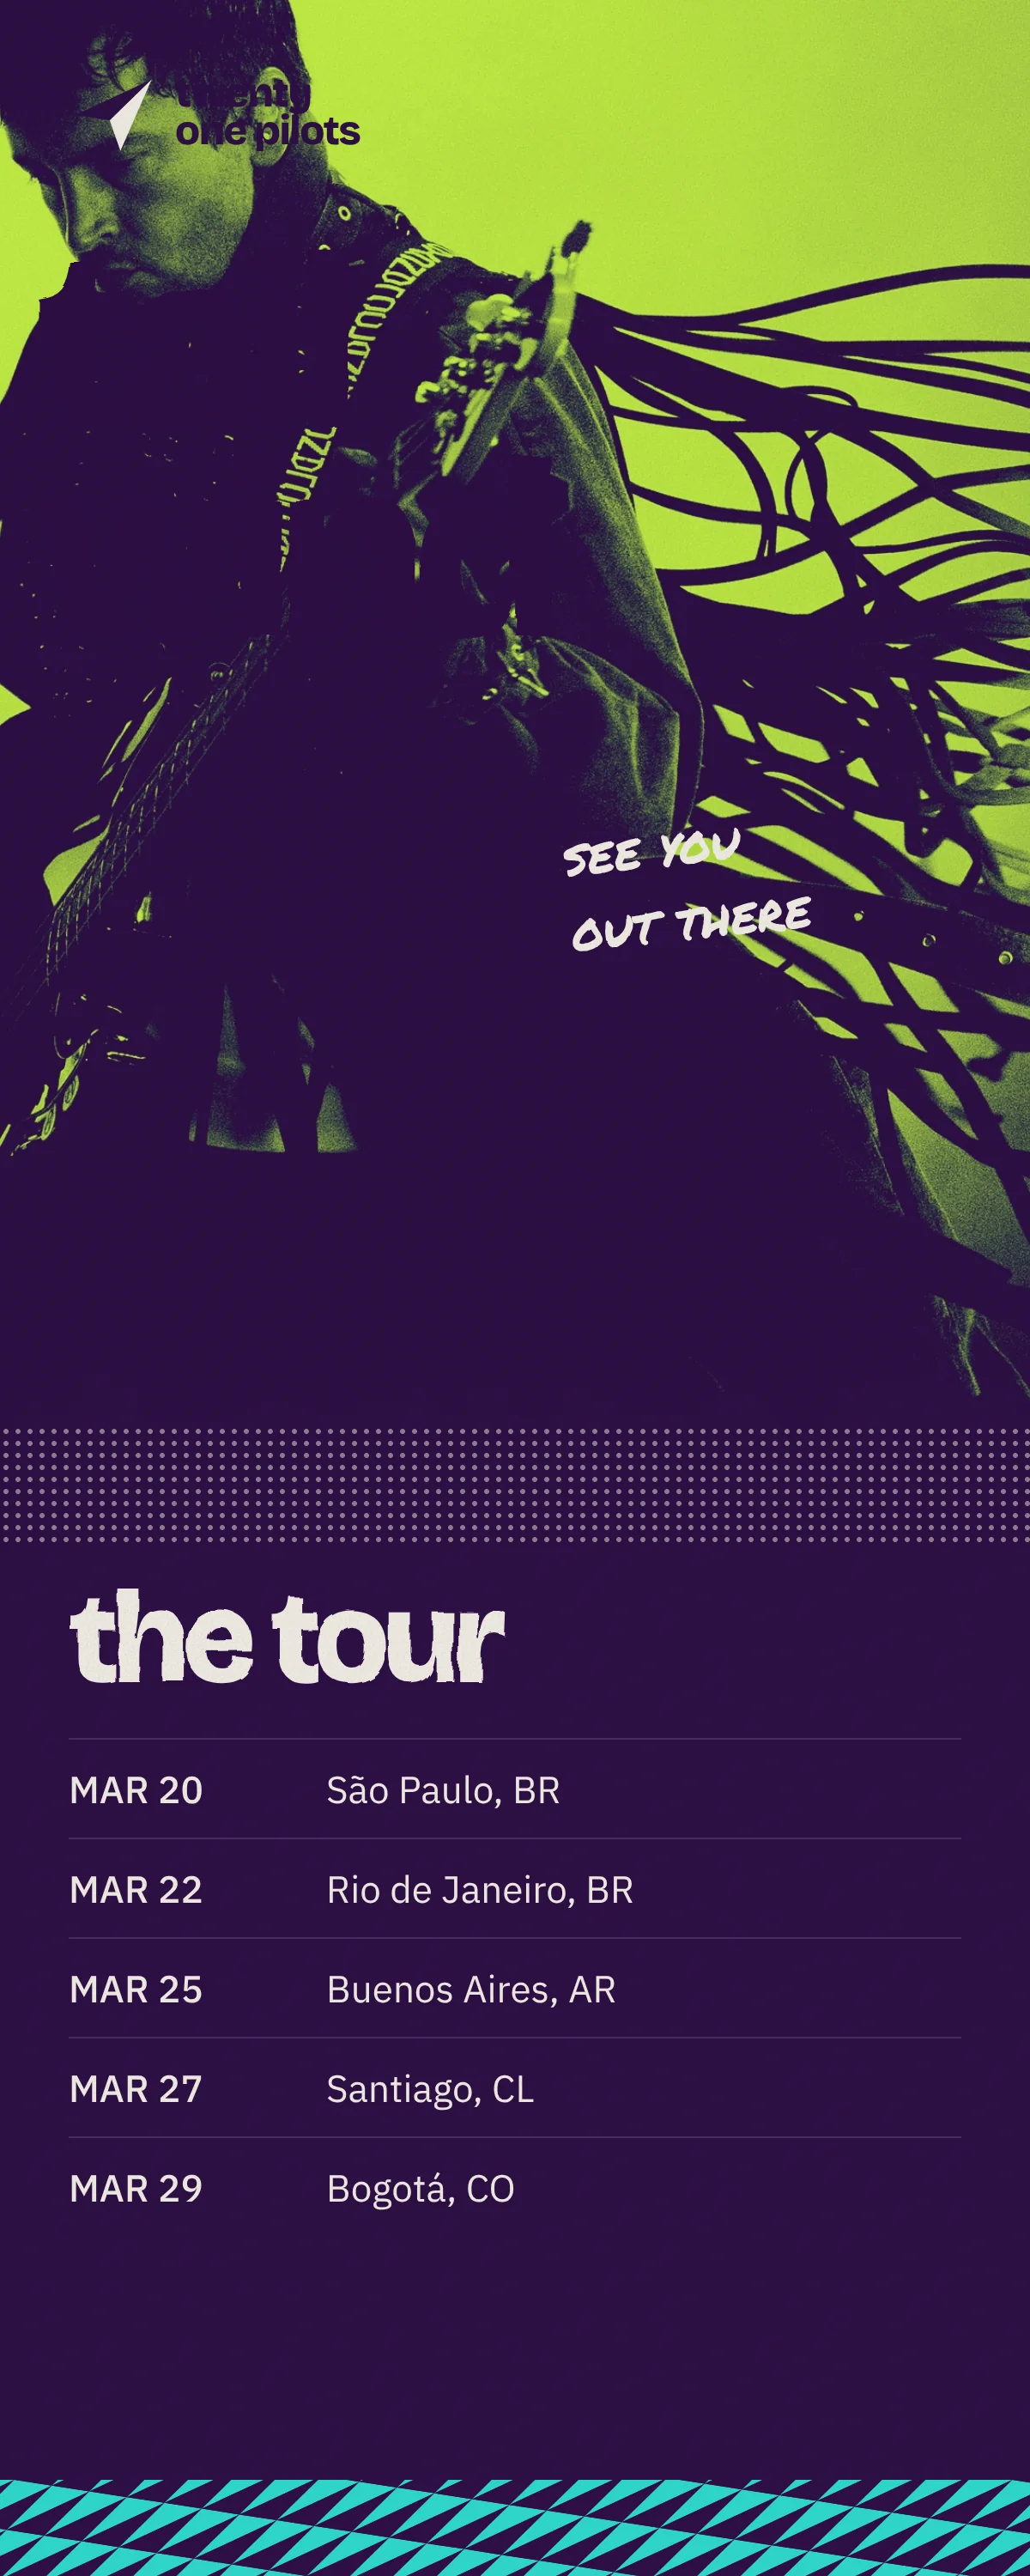 twenty
one pilots
SEE YOU
OUT THERE
the tour
MAR 20 São Paulo, BR
MAR 22 Rio de Janeiro, BR
MAR 25 Buenos Aires, AR
MAR 27 Santiago, CL
MAR 29 Bogotá, CO